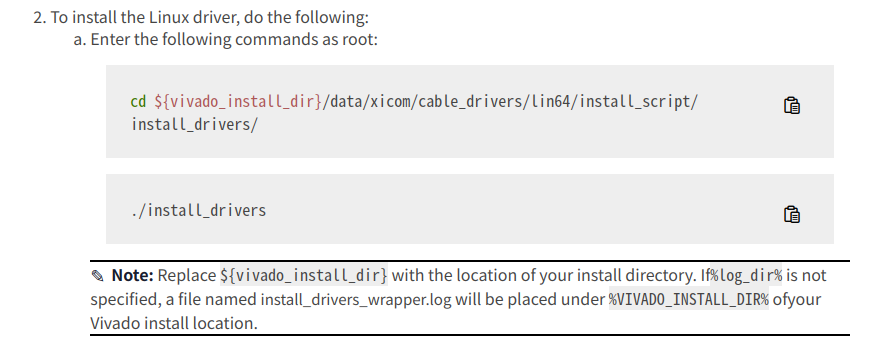 2. To install the Linux driver, do the following:
a. Enter the following commands as root:
cd ${vivado_install_dir}/data/xicom/cable_drivers/lin64/install_script/
install_drivers/
./install_drivers
✎ Note: Replace ${vivado_install_dir} with the location of your install directory. If%log_dir% is not
specified, a file named install_drivers_wrapper.log will be placed under %VIVADO_INSTALL_DIR% ofyour
Vivado install location.